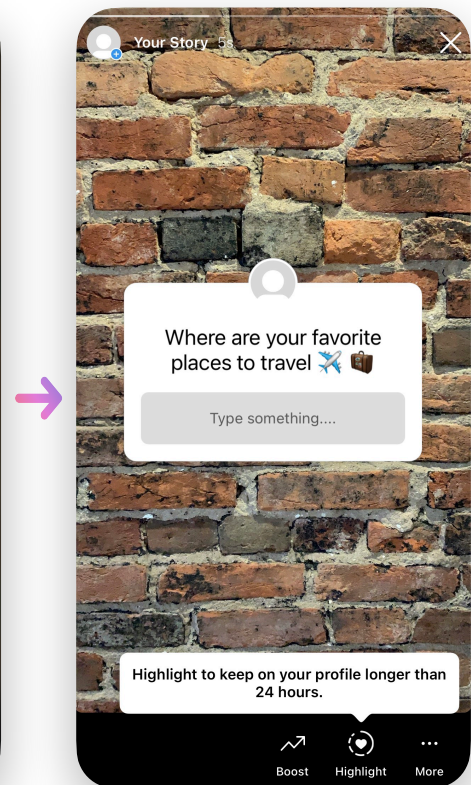 Your Story 5s
Where are your favorite
places to travel ✈️ 🧳
Type something....
Highlight to keep on your profile longer than
24 hours.
Boost Highlight More